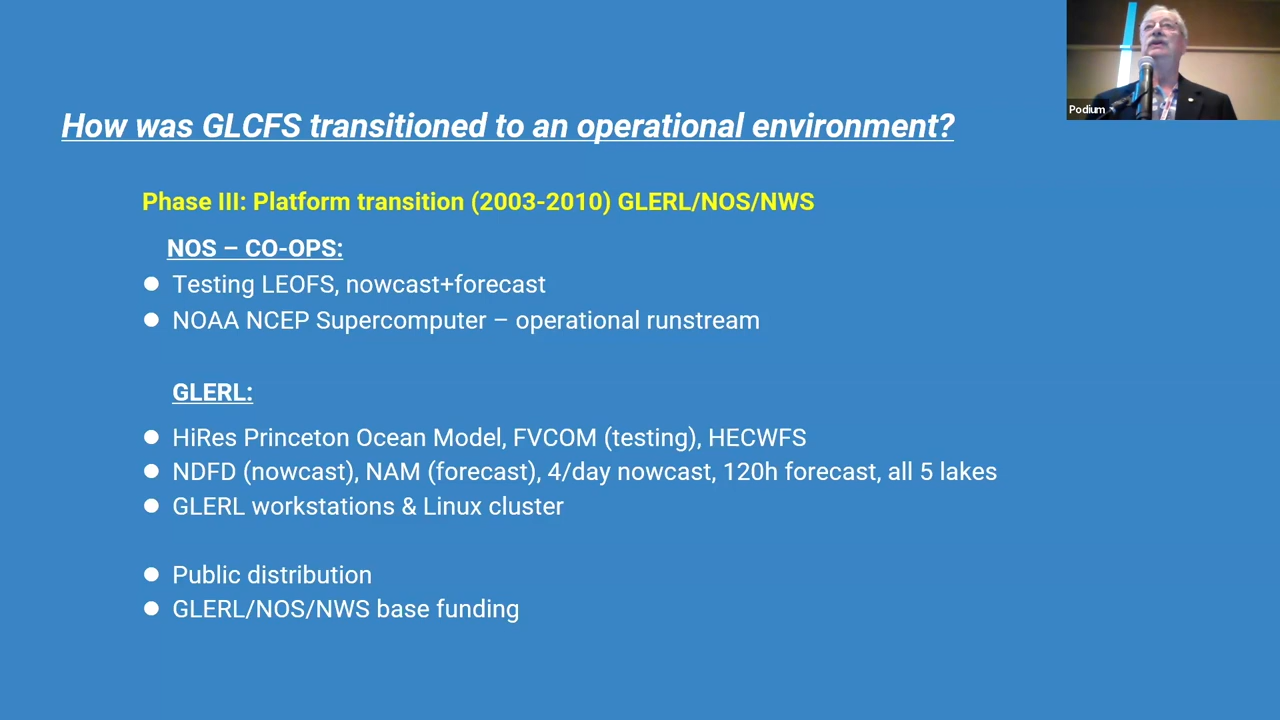 Podium
How was GLCFS transitioned to an operational environment?
Phase III: Platform transition (2003-2010) GLERL/NOS/NWS
NOS – CO-OPS:
● Testing LEOFS, nowcast+forecast
● NOAA NCEP Supercomputer – operational runstream
GLERL:
● HiRes Princeton Ocean Model, FVCOM (testing), HECWFS
● NDFD (nowcast), NAM (forecast), 4/day nowcast, 120h forecast, all 5 lakes
● GLERL workstations & Linux cluster
● Public distribution
● GLERL/NOS/NWS base funding